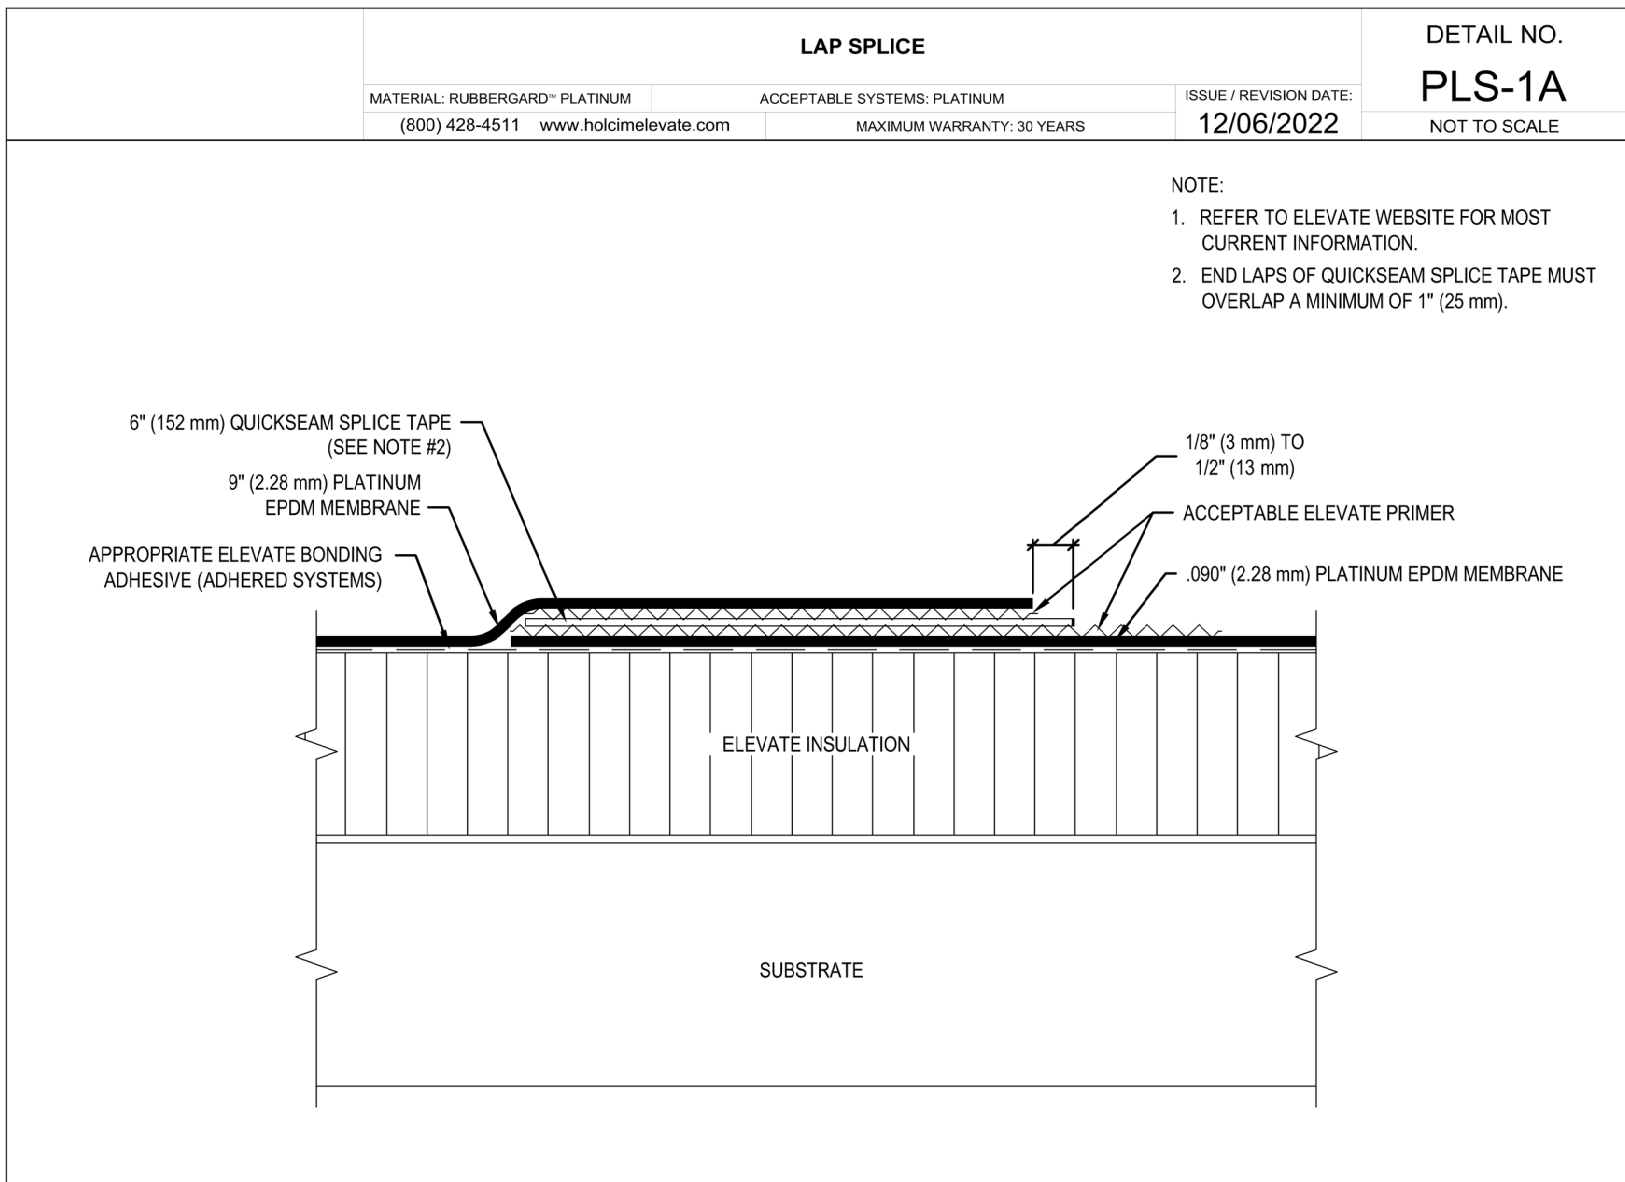 LAP SPLICE
DETAIL NO.
PLS-1A
NOT TO SCALE
MATERIAL: RUBBERGARD™ PLATINUM
ACCEPTABLE SYSTEMS: PLATINUM
ISSUE / REVISION DATE:
12/06/2022
(800) 428-4511 www.holcimelevate.com
MAXIMUM WARRANTY: 30 YEARS
NOTE:
1. REFER TO ELEVATE WEBSITE FOR MOST
CURRENT INFORMATION.
2. END LAPS OF QUICKSEAM SPLICE TAPE MUST
OVERLAP A MINIMUM OF 1" (25 mm).
6" (152 mm) QUICKSEAM SPLICE TAPE
(SEE NOTE #2)
9" (2.28 mm) PLATINUM
EPDM MEMBRANE
APPROPRIATE ELEVATE BONDING
ADHESIVE (ADHERED SYSTEMS)
1/8" (3 mm) TO
1/2" (13 mm)
ACCEPTABLE ELEVATE PRIMER
.090" (2.28 mm) PLATINUM EPDM MEMBRANE
ELEVATE INSULATION
SUBSTRATE